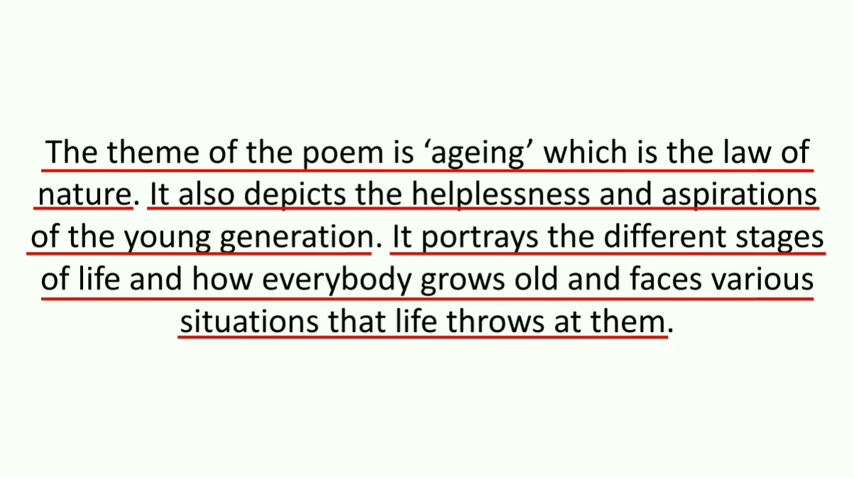 The theme of the poem is ‘ageing’ which is the law of
nature. It also depicts the helplessness and aspirations
of the young generation. It portrays the different stages
of life and how everybody grows old and faces various
situations that life throws at them.